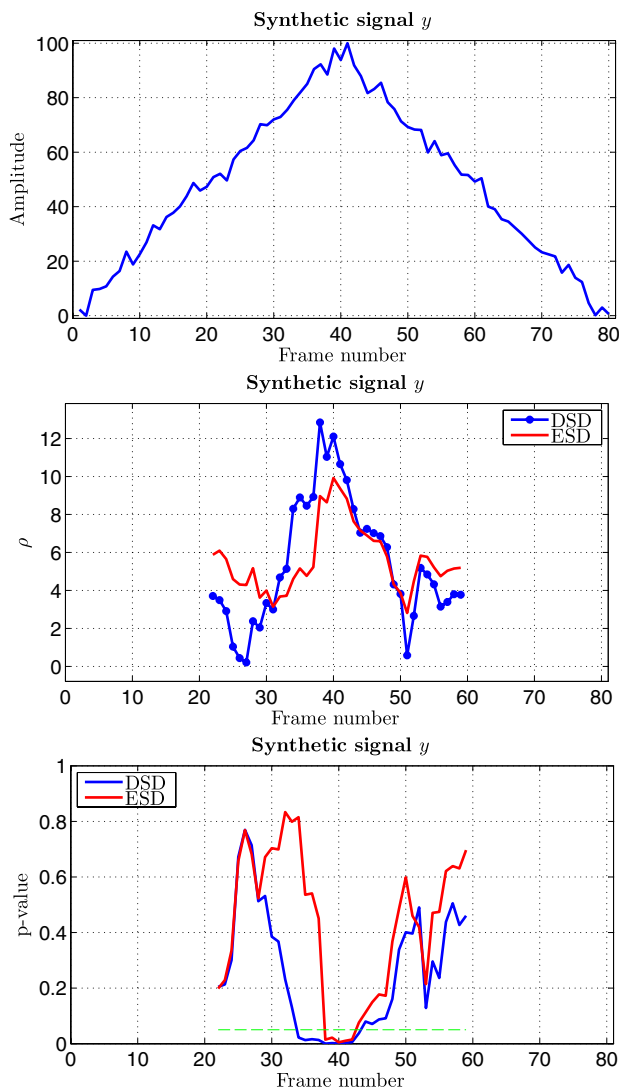 Synthetic signal y
Amplitude
100
80
60
40
20
0
0 10 20 30 40 50 60 70 80
Frame number
Synthetic signal y
ρ
12
10
8
6
4
2
0
DSD
ESD
0 10 20 30 40 50 60 70 80
Frame number
Synthetic signal y
p-value
1
0.8
0.6
0.4
0.2
0
DSD
ESD
0 10 20 30 40 50 60 70 80
Frame number